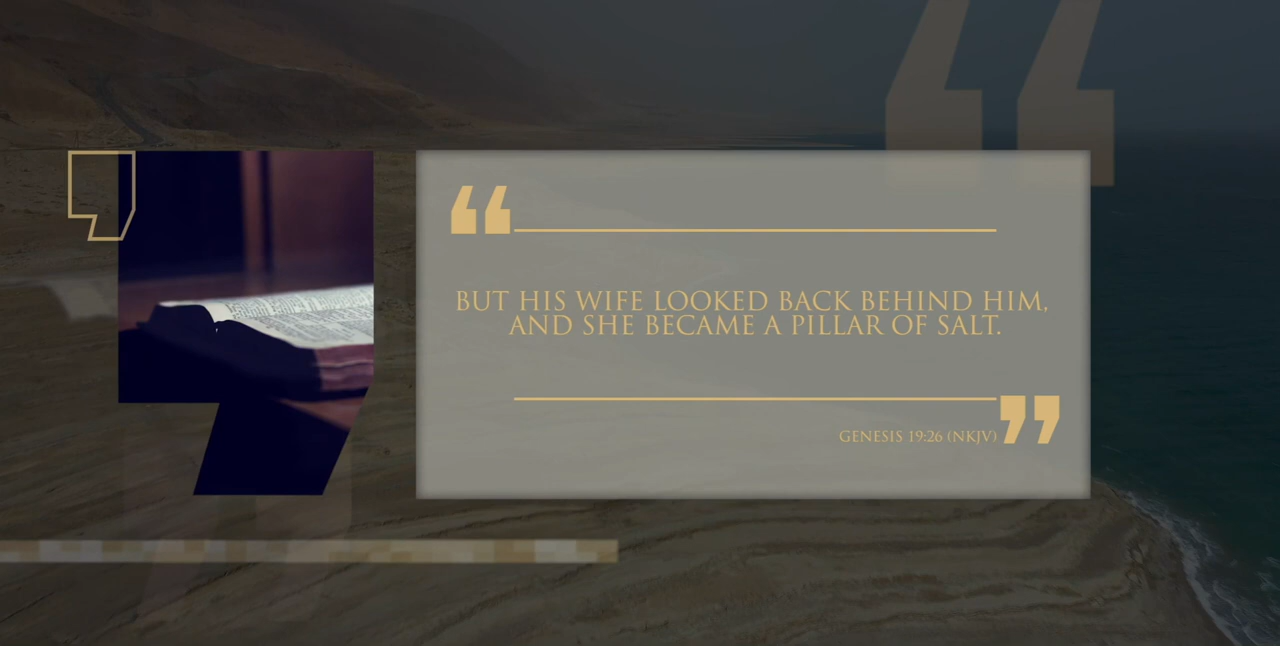 “
BUT HIS WIFE LOOKED BACK BEHIND HIM,
AND SHE BECAME A PILLAR OF SALT.
”
GENESIS 19:26 (NKJV)